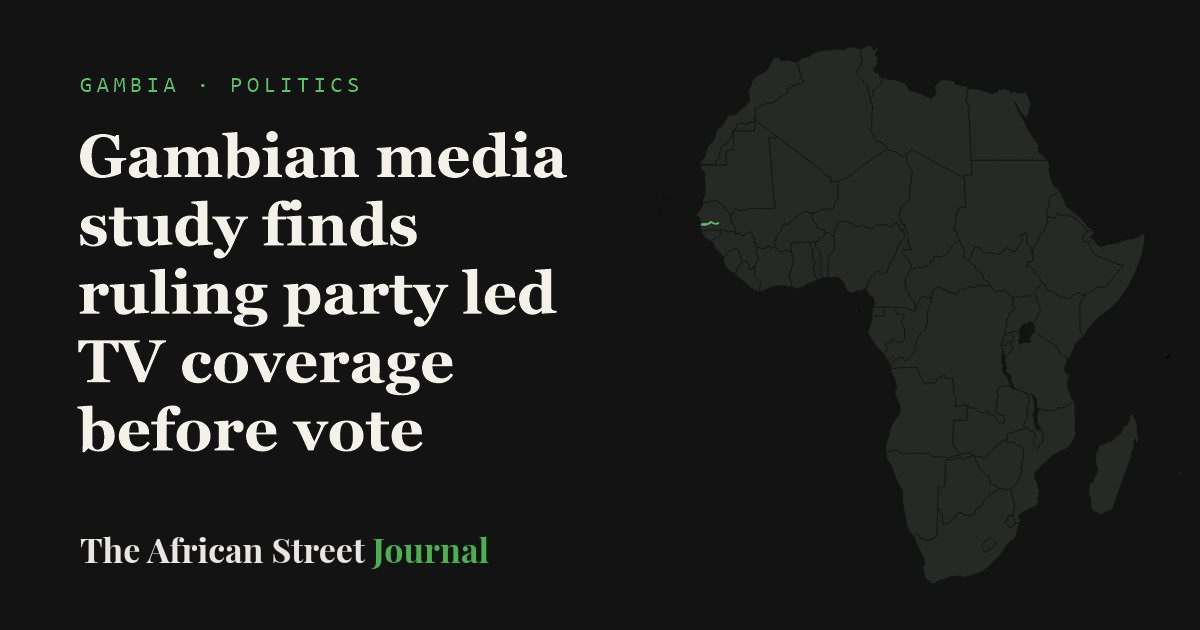 GAMBIA · POLITICS
Gambian media
study finds
ruling party led
TV coverage
before vote
The African Street Journal